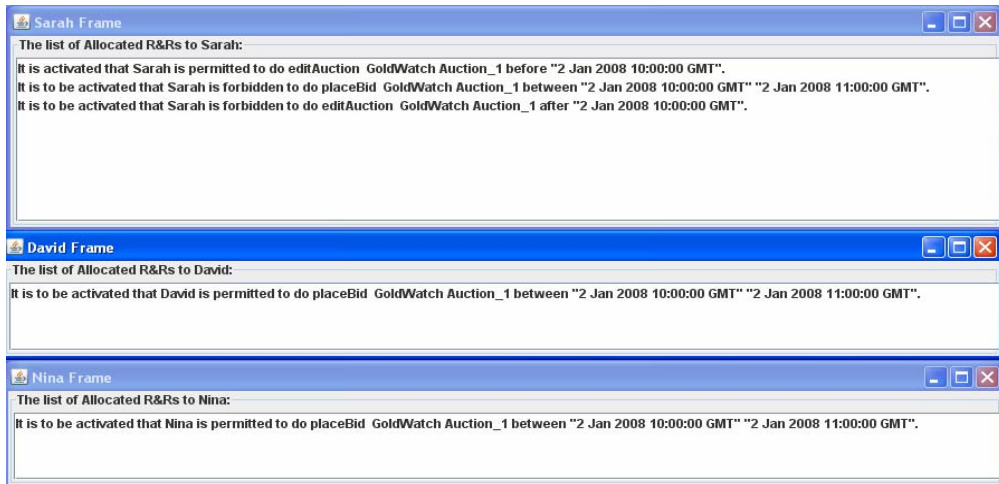 Sarah Frame
The list of Allocated R&Rs to Sarah:
It is activated that Sarah is permitted to do editAuction GoldWatch Auction_1 before "2 Jan 2008 10:00:00 GMT".
It is to be activated that Sarah is forbidden to do placeBid GoldWatch Auction_1 between "2 Jan 2008 10:00:00 GMT" "2 Jan 2008 11:00:00 GMT".
It is to be activated that Sarah is forbidden to do editAuction GoldWatch Auction_1 after "2 Jan 2008 10:00:00 GMT".
David Frame
The list of Allocated R&Rs to David:
It is to be activated that David is permitted to do placeBid GoldWatch Auction_1 between "2 Jan 2008 10:00:00 GMT" "2 Jan 2008 11:00:00 GMT".
Nina Frame
The list of Allocated R&Rs to Nina:
It is to be activated that Nina is permitted to do placeBid GoldWatch Auction_1 between "2 Jan 2008 10:00:00 GMT" "2 Jan 2008 11:00:00 GMT".